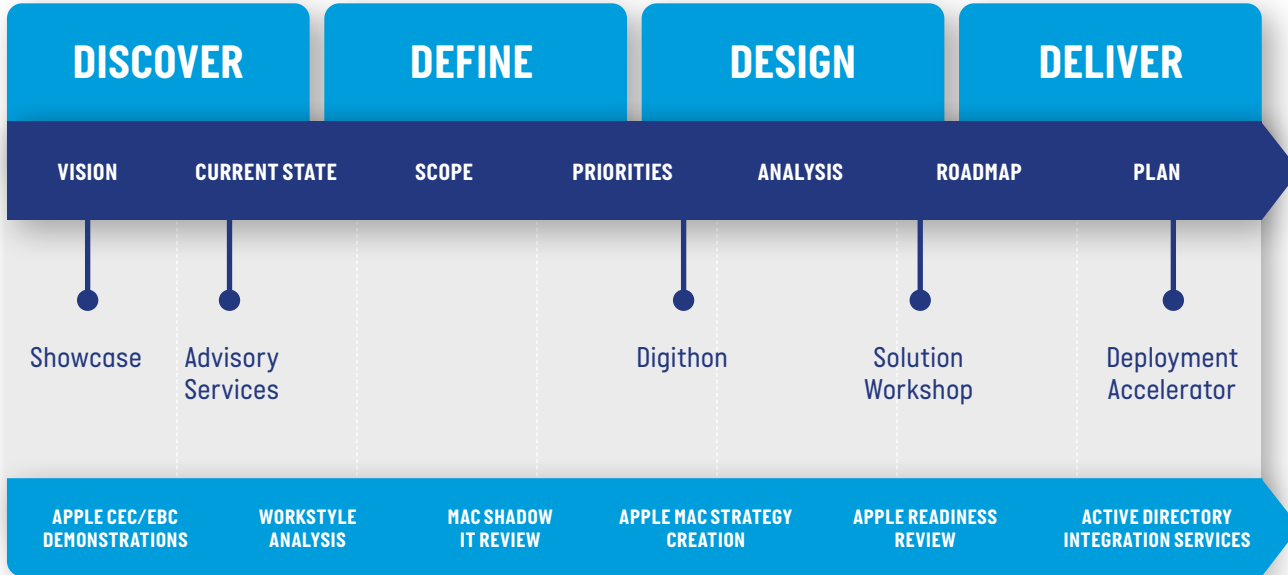 DISCOVER
DEFINE
DESIGN
DELIVER
VISION
CURRENT STATE
SCOPE
PRIORITIES
ANALYSIS
ROADMAP
PLAN
Showcase
Advisory
Services
Digithon
Solution
Workshop
Deployment
Accelerator
APPLE CEC/EBC
DEMONSTRATIONS
WORKSTYLE
ANALYSIS
MAC SHADOW
IT REVIEW
APPLE MAC STRATEGY
CREATION
APPLE READINESS
REVIEW
ACTIVE DIRECTORY
INTEGRATION SERVICES